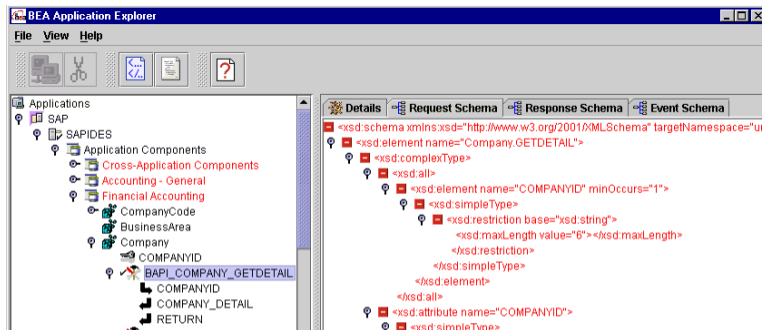 BEA Application Explorer
File View Help
Applications
SAP
SAPIDES
Application Components
Cross-Application Components
Accounting - General
Financial Accounting
CompanyCode
BusinessArea
Company
COMPANYID
BAPI_COMPANY_GETDETAIL
COMPANYID
COMPANY_DETAIL
RETURN
Details Request Schema Response Schema Event Schema
<xsd:schema xmlns:xsd="http://www.w3.org/2001/XMLSchema" targetNamespace="ur
<xsd:element name="Company.GETDETAIL">
<xsd:complexType>
<xsd:all>
<xsd:element name="COMPANYID" minOccurs="1">
<xsd:simpleType>
<xsd:restriction base="xsd:string">
<xsd:maxLength value="6"></xsd:maxLength>
</xsd:restriction>
</xsd:simpleType>
</xsd:element>
</xsd:all>
<xsd:attribute name="COMPANYID">
<xsd:simpleType>